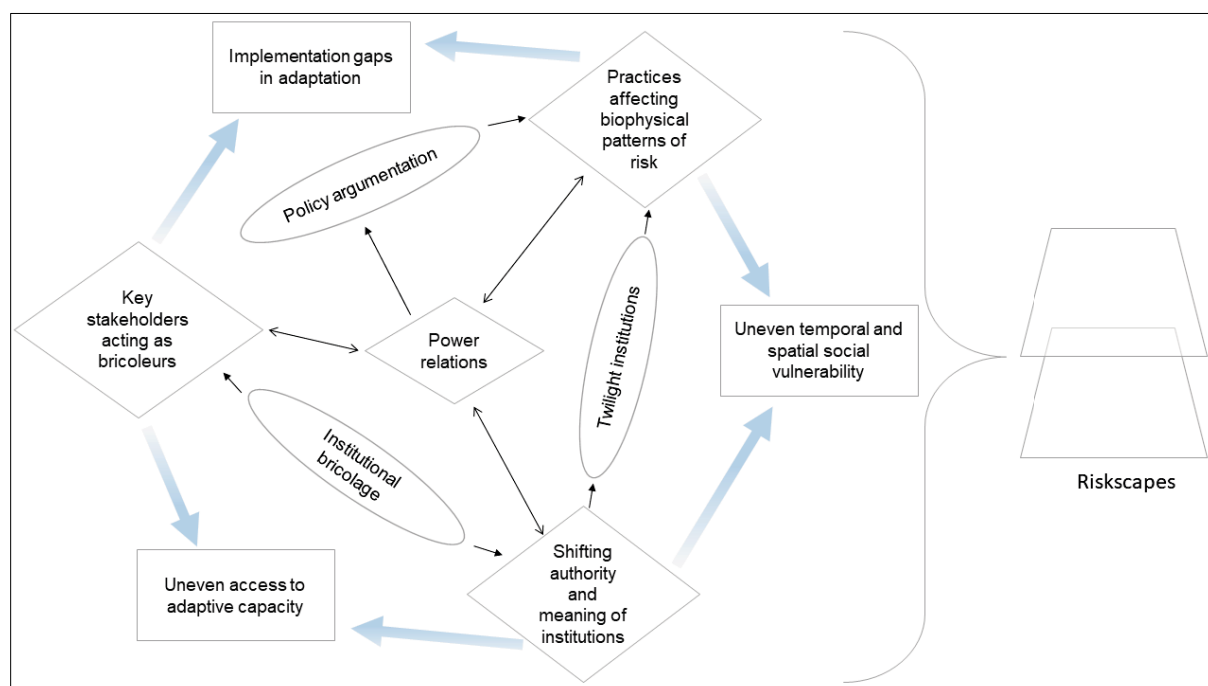 Implementation gaps
in adaptation
Practices
affecting
biophysical
patterns of
risk
Policy argumentation
Key
stakeholders
acting as
bricoleurs
Power
relations
Twilight institutions
Uneven temporal and
spatial social
vulnerability
Institutional
bricolage
Riskscapes
Uneven access to
adaptive capacity
Shifting
authority
and
meaning of
institutions